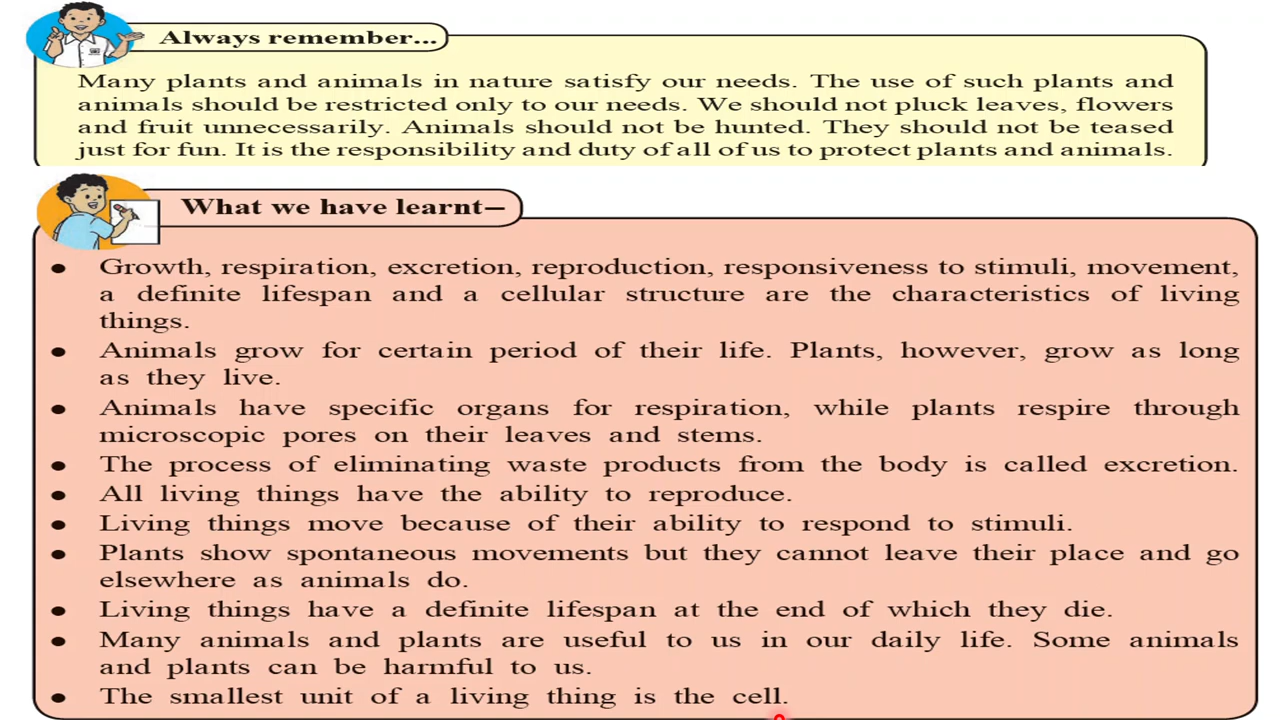 Always remember...
Many plants and animals in nature satisfy our needs. The use of such plants and
animals should be restricted only to our needs. We should not pluck leaves, flowers
and fruit unnecessarily. Animals should not be hunted. They should not be teased
just for fun. It is the responsibility and duty of all of us to protect plants and animals.
What we have learnt–
● Growth, respiration, excretion, reproduction, responsiveness to stimuli, movement,
a definite lifespan and a cellular structure are the characteristics of living
things.
● Animals grow for certain period of their life. Plants, however, grow as long
as they live.
● Animals have specific organs for respiration, while plants respire through
microscopic pores on their leaves and stems.
● The process of eliminating waste products from the body is called excretion.
● All living things have the ability to reproduce.
● Living things move because of their ability to respond to stimuli.
● Plants show spontaneous movements but they cannot leave their place and go
elsewhere as animals do.
● Living things have a definite lifespan at the end of which they die.
● Many animals and plants are useful to us in our daily life. Some animals
and plants can be harmful to us.
● The smallest unit of a living thing is the cell.